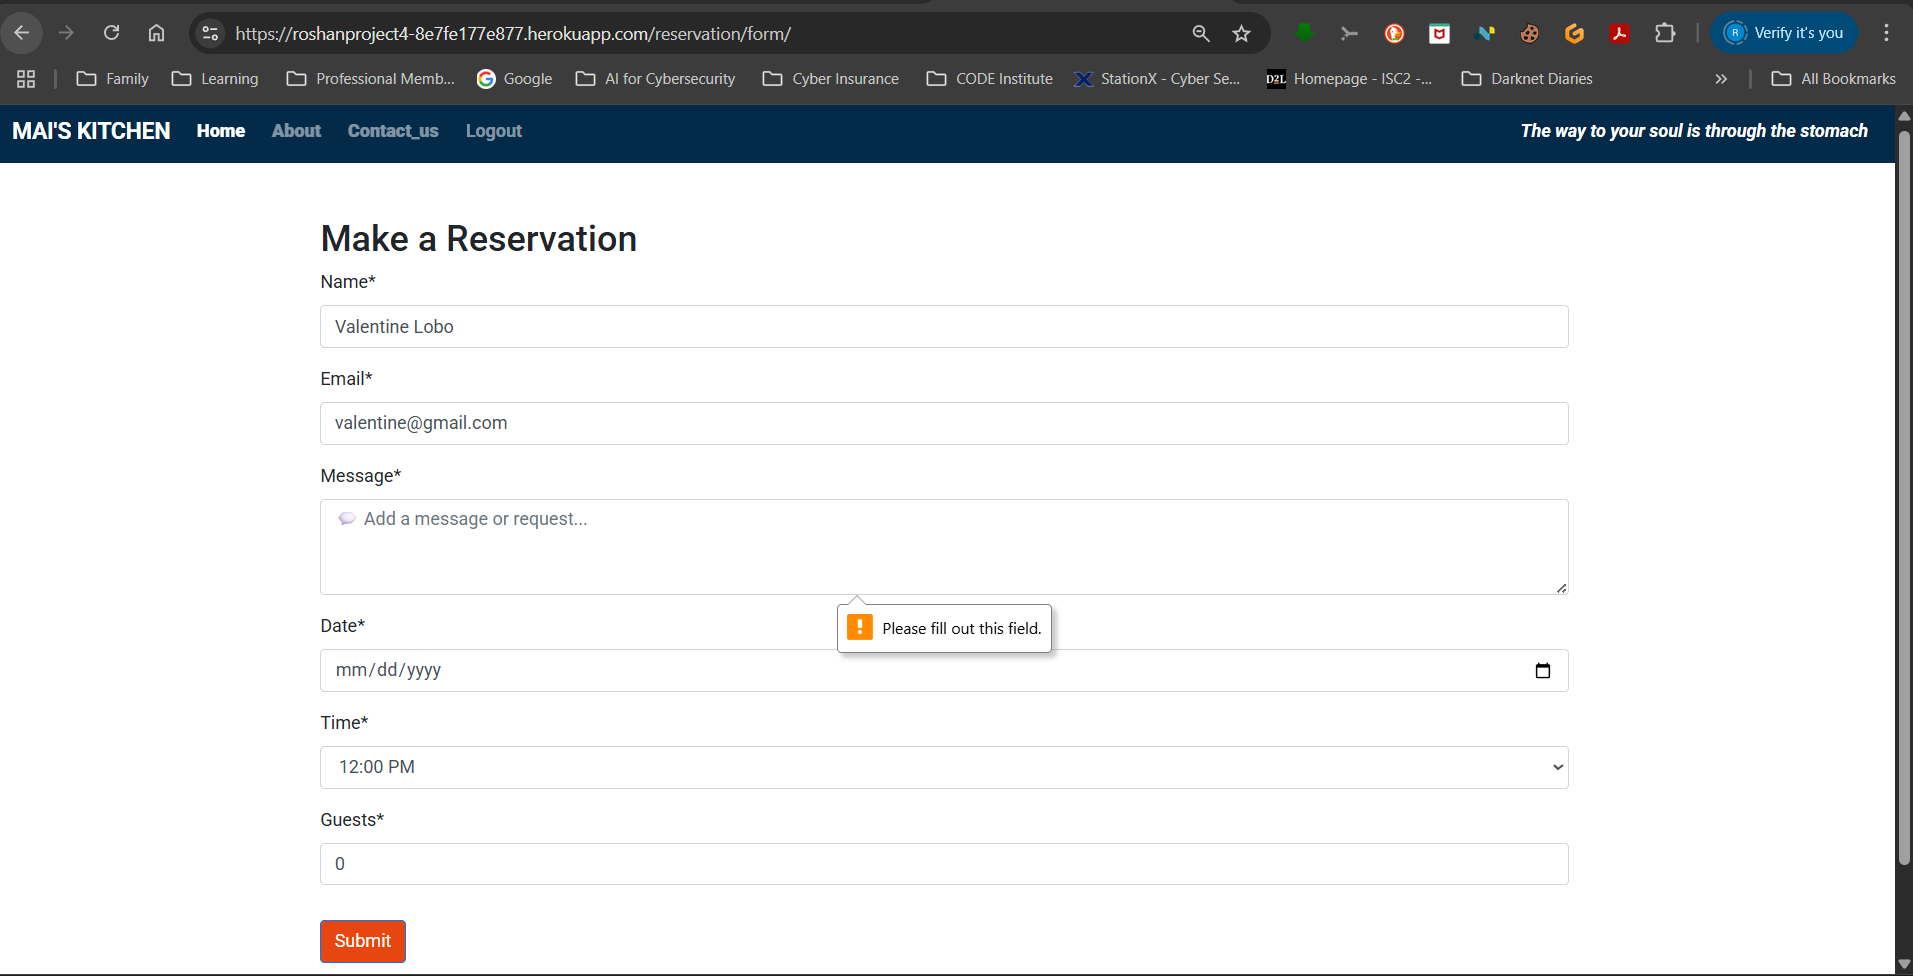 https://roshanproject4-8e7fe177e877.herokuapp.com/reservation/form/
Verify it's you
Family Learning Professional Memb... Google AI for Cybersecurity Cyber Insurance CODE Institute StationX - Cyber Se... D2L Homepage - ISC2 -... Darknet Diaries » All Bookmarks
MAI'S KITCHEN Home About Contact_us Logout The way to your soul is through the stomach
Make a Reservation
Name*
Valentine Lobo
Email*
valentine@gmail.com
Message*
Add a message or request...
Please fill out this field.
Date*
mm/dd/yyyy
Time*
12:00 PM
Guests*
0
Submit